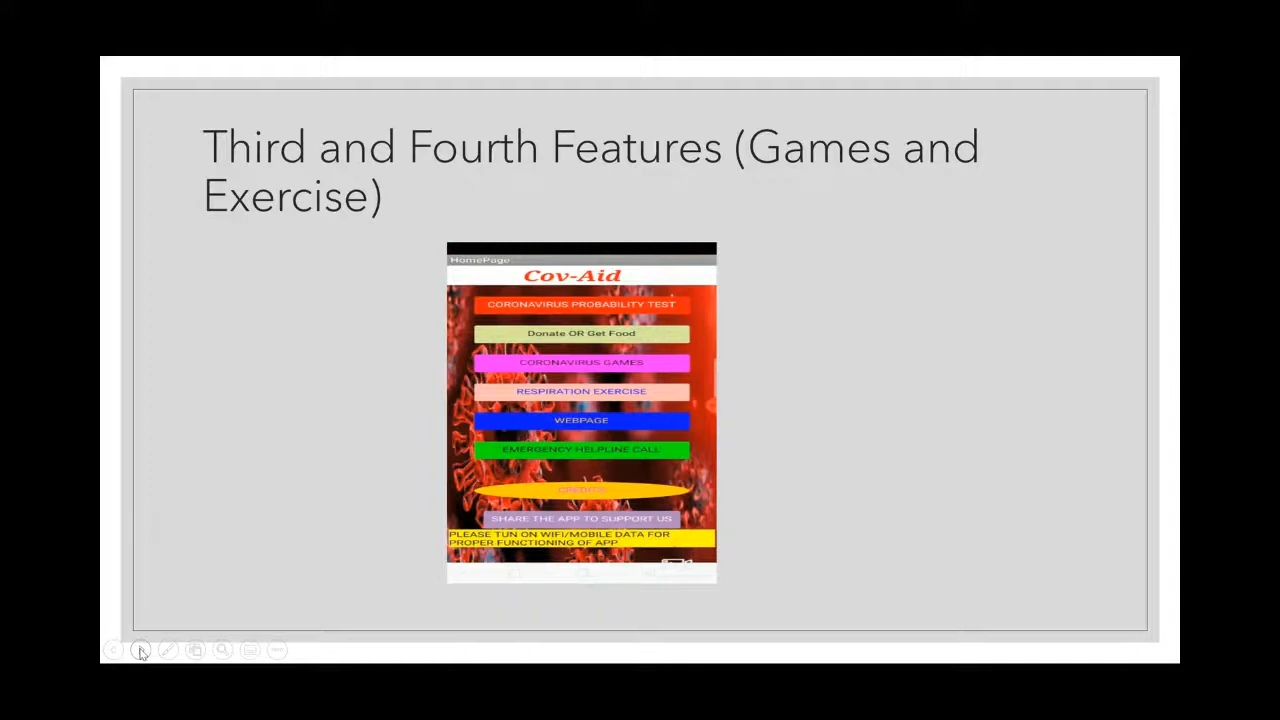 Third and Fourth Features (Games and
Exercise)
HomePage
Cov-Aid
CORONAVIRUS PROBABILITY TEST
Donate OR Get Food
CORONAVIRUS GAMES
RESPIRATION EXERCISE
WEBPAGE
EMERGENCY HELPLINE CALL
CREDITS
SHARE THE APP TO SUPPORT US
PLEASE TUN ON WIFI/MOBILE DATA FOR
PROPER FUNCTIONING OF APP